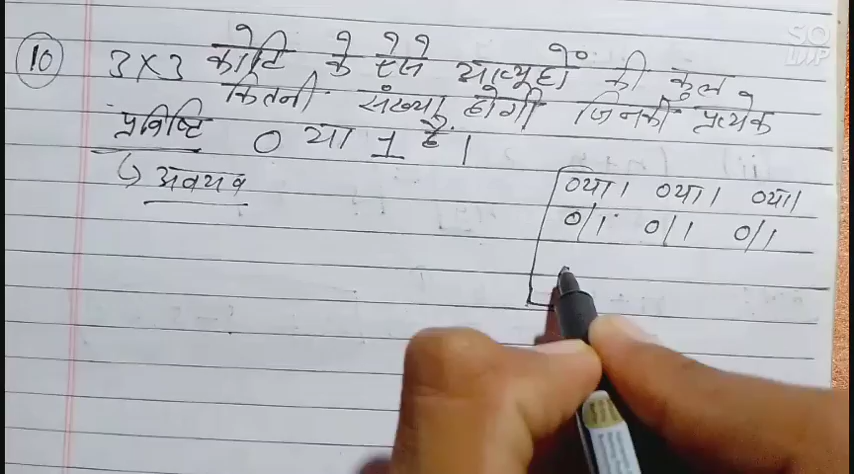 10 3×3 कोटि के एसे आव्यूहों की कुल
कितनी संख्या होगी जिनकी प्रत्येक
प्रविष्टि 0 या 1 है।
↳ अवयव
0या1 0या1 0या1
0/1 0/1 0/1